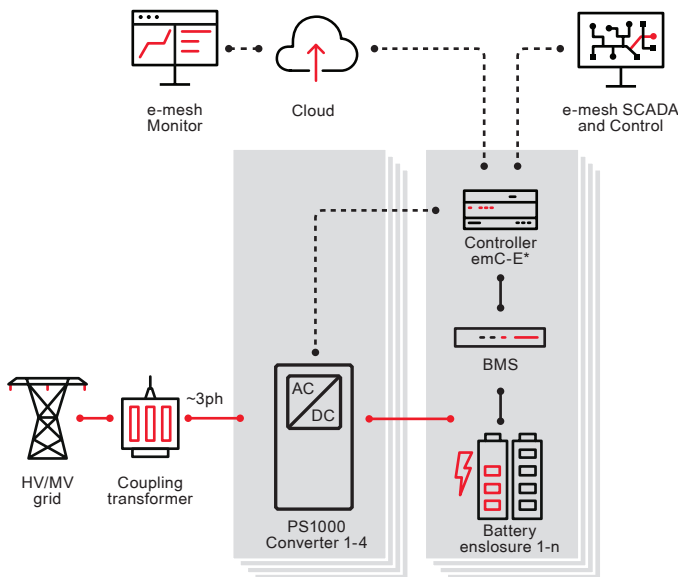 e-mesh
Monitor
Cloud
e-mesh SCADA
and Control
Controller
emC-E*
BMS
~3ph
AC
DC
HV/MV
grid
Coupling
transformer
PS1000
Converter 1-4
Battery
enslosure 1-n